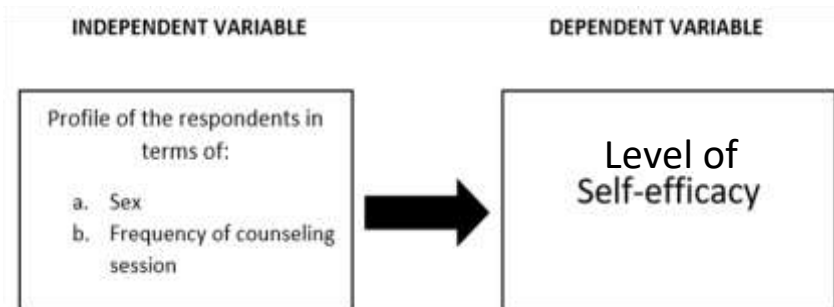 INDEPENDENT VARIABLE
DEPENDENT VARIABLE
Profile of the respondents in
terms of:
a. Sex
b. Frequency of counseling
session
Level of
Self-efficacy